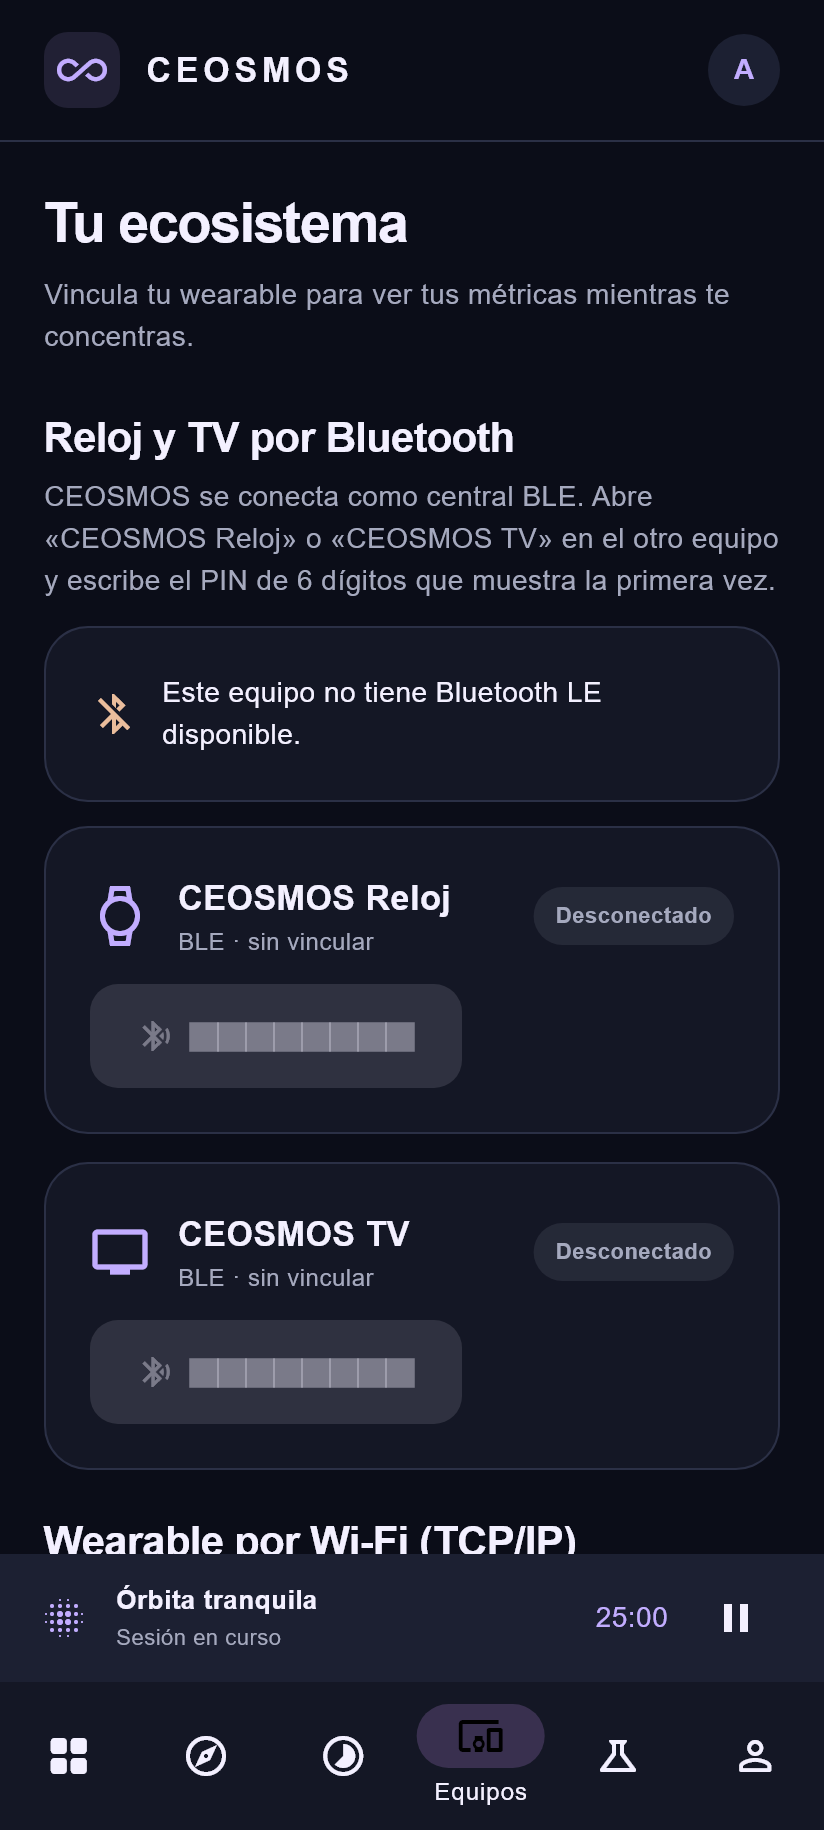 CEOSMOS
A
Tu ecosistema
Vincula tu wearable para ver tus métricas mientras te
concentras.
Reloj y TV por Bluetooth
CEOSMOS se conecta como central BLE. Abre
«CEOSMOS Reloj» o «CEOSMOS TV» en el otro equipo
y escribe el PIN de 6 dígitos que muestra la primera vez.
Este equipo no tiene Bluetooth LE
disponible.
CEOSMOS Reloj
Desconectado
BLE · sin vincular
CEOSMOS TV
Desconectado
BLE · sin vincular
Wearable por Wi-Fi (TCP/IP)
Órbita tranquila
25:00
Sesión en curso
Equipos